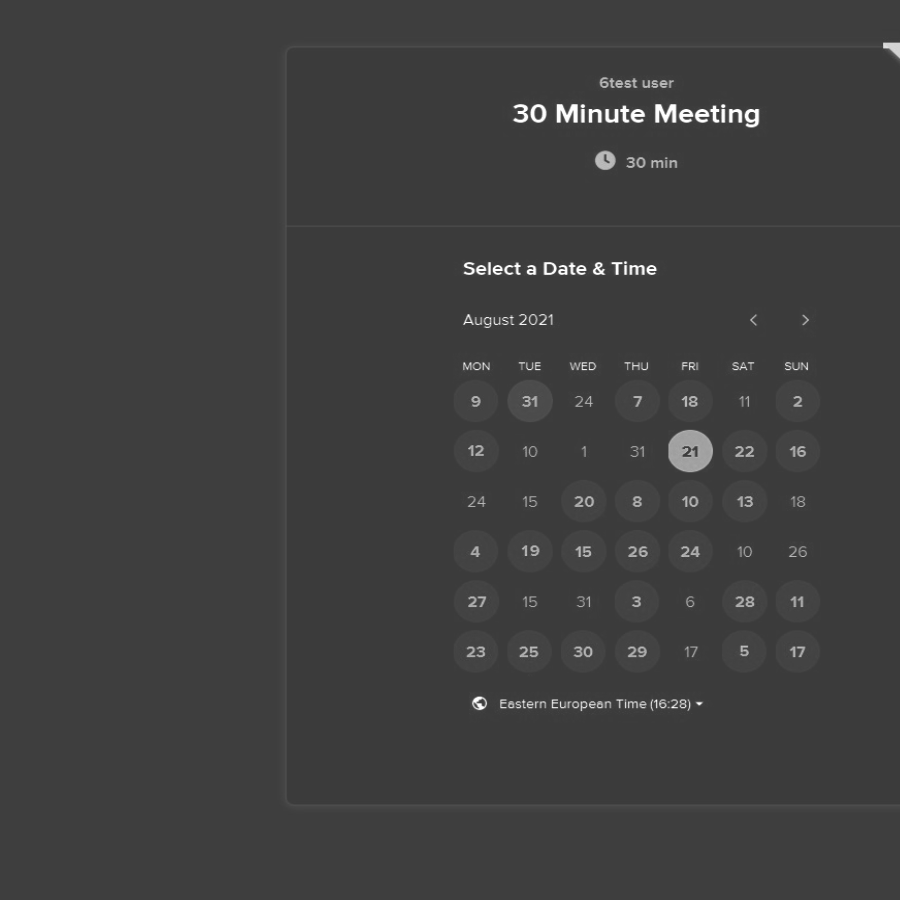 6test user
30 Minute Meeting
30 min
Select a Date & Time
August 2021
MON TUE WED THU FRI SAT SUN
9 31 24 7 18 11 2
12 10 1 31 21 22 16
24 15 20 8 10 13 18
4 19 15 26 24 10 26
27 15 31 3 6 28 11
23 25 30 29 17 5 17
Eastern European Time (16:28)